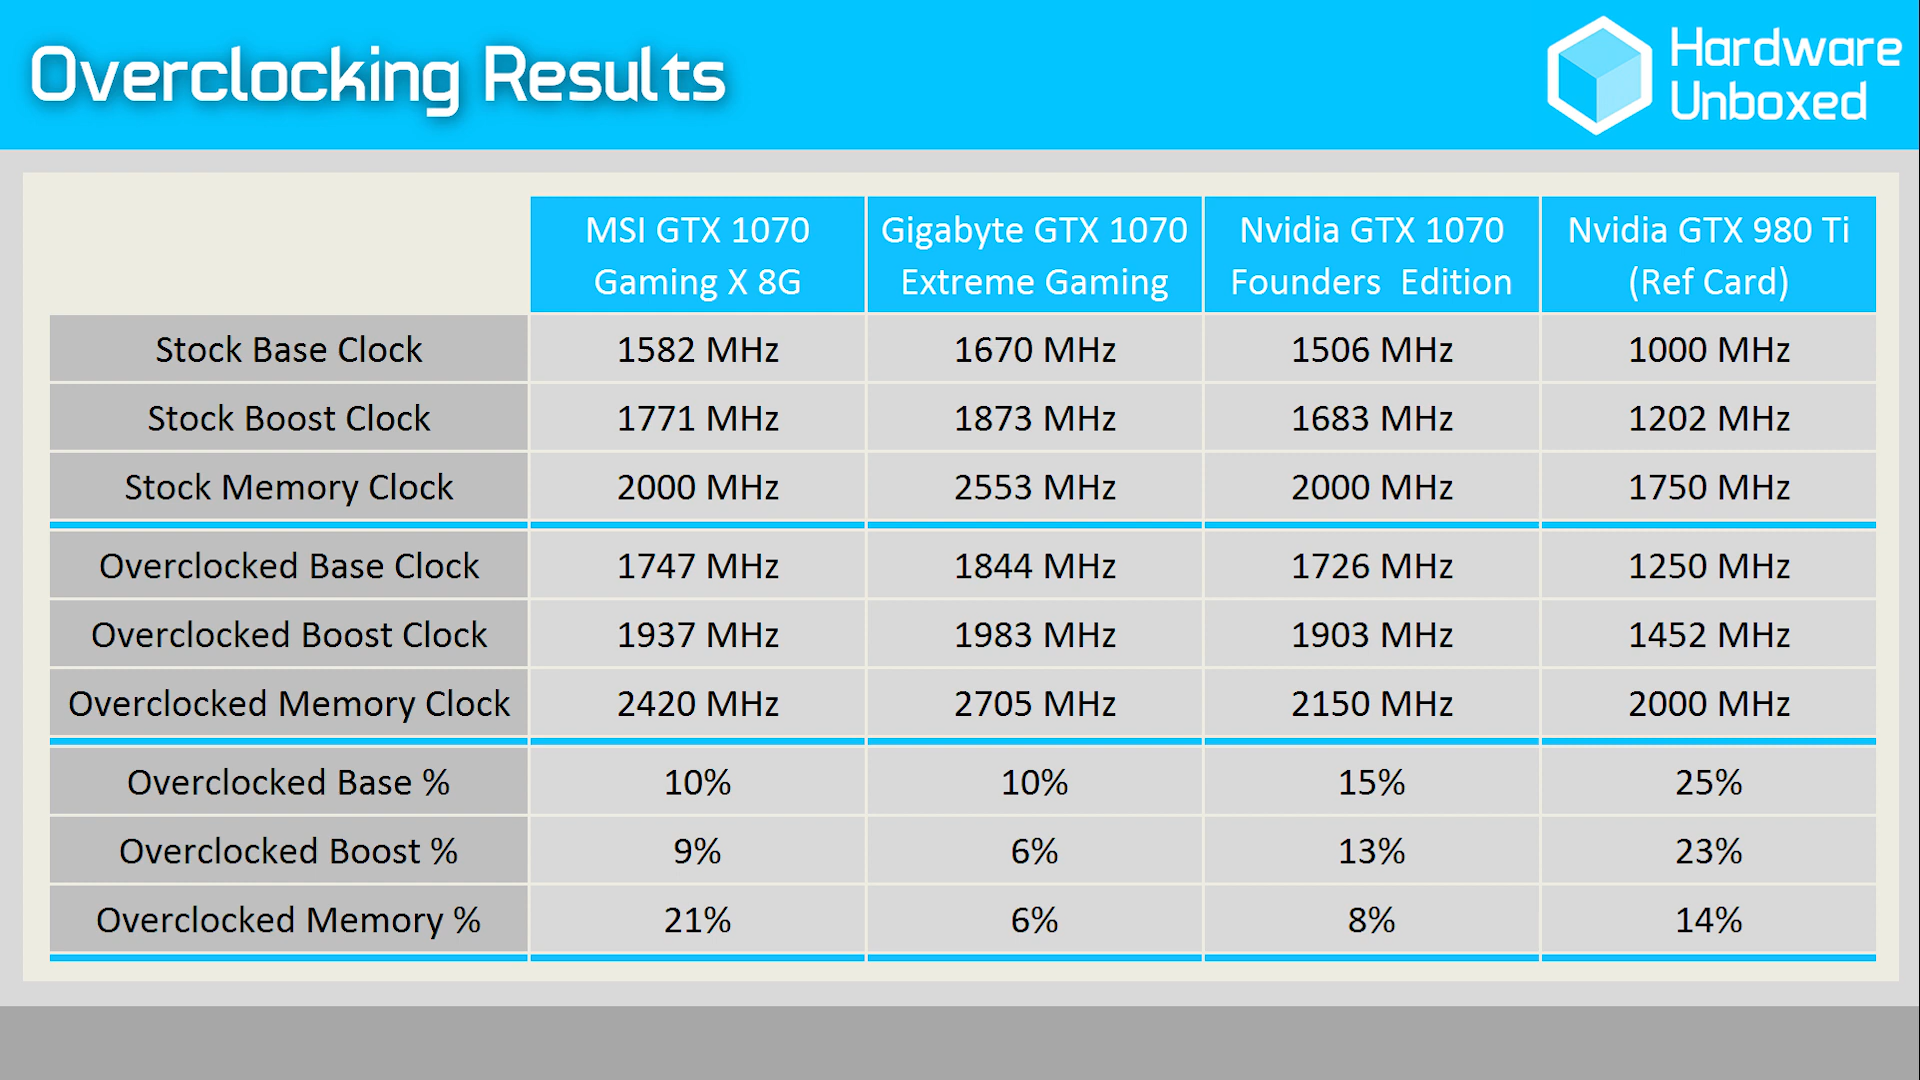 Overclocking Results
Hardware
Unboxed
MSI GTX 1070 Gigabyte GTX 1070 Nvidia GTX 1070 Nvidia GTX 980 Ti
Gaming X 8G Extreme Gaming Founders Edition (Ref Card)
Stock Base Clock 1582 MHz 1670 MHz 1506 MHz 1000 MHz
Stock Boost Clock 1771 MHz 1873 MHz 1683 MHz 1202 MHz
Stock Memory Clock 2000 MHz 2553 MHz 2000 MHz 1750 MHz
Overclocked Base Clock 1747 MHz 1844 MHz 1726 MHz 1250 MHz
Overclocked Boost Clock 1937 MHz 1983 MHz 1903 MHz 1452 MHz
Overclocked Memory Clock 2420 MHz 2705 MHz 2150 MHz 2000 MHz
Overclocked Base % 10% 10% 15% 25%
Overclocked Boost % 9% 6% 13% 23%
Overclocked Memory % 21% 6% 8% 14%